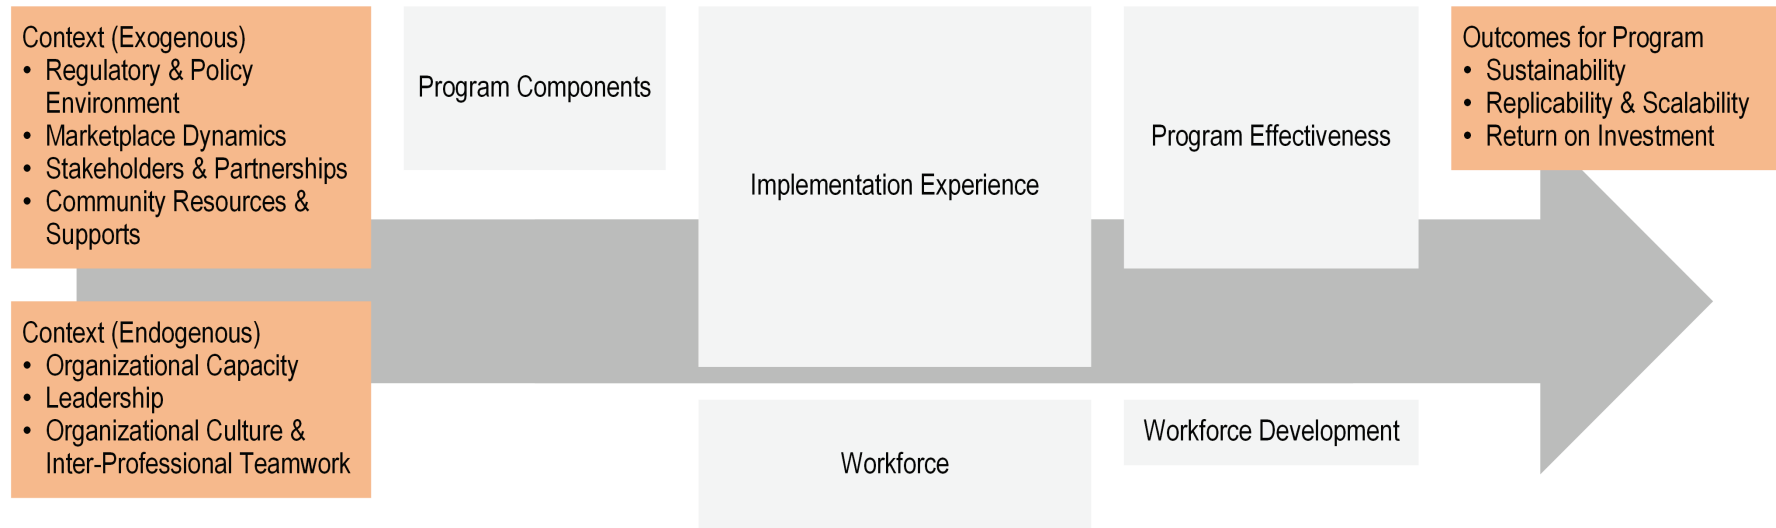 Context (Exogenous)
• Regulatory & Policy
Environment
• Marketplace Dynamics
• Stakeholders & Partnerships
• Community Resources &
Supports
Context (Endogenous)
• Organizational Capacity
• Leadership
• Organizational Culture &
Inter-Professional Teamwork
Program Components
Implementation Experience
Workforce
Program Effectiveness
Workforce Development
Outcomes for Program
• Sustainability
• Replicability & Scalability
• Return on Investment